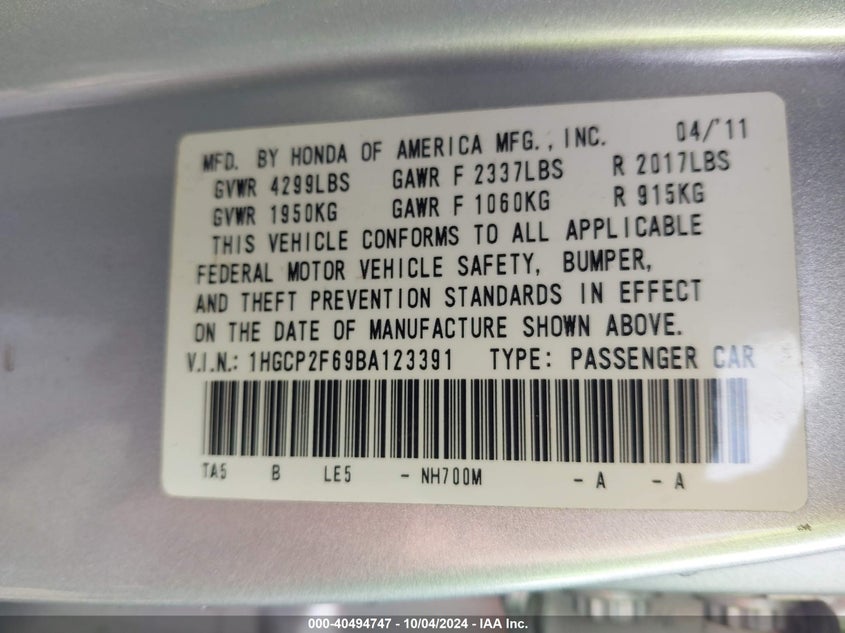 MFD. BY HONDA OF AMERICA MFG., INC. 04/'11
GVWR 4299LBS GAWR F 2337LBS R 2017LBS
GVWR 1950KG GAWR F 1060KG R 915KG
THIS VEHICLE CONFORMS TO ALL APPLICABLE
FEDERAL MOTOR VEHICLE SAFETY, BUMPER,
AND THEFT PREVENTION STANDARDS IN EFFECT
ON THE DATE OF MANUFACTURE SHOWN ABOVE.
V.I.N.: 1HGCP2F69BA123391 TYPE: PASSENGER CAR
TA5 B LE5 - NH700M - A - A
000-40494747 - 10/04/2024 - IAA Inc.